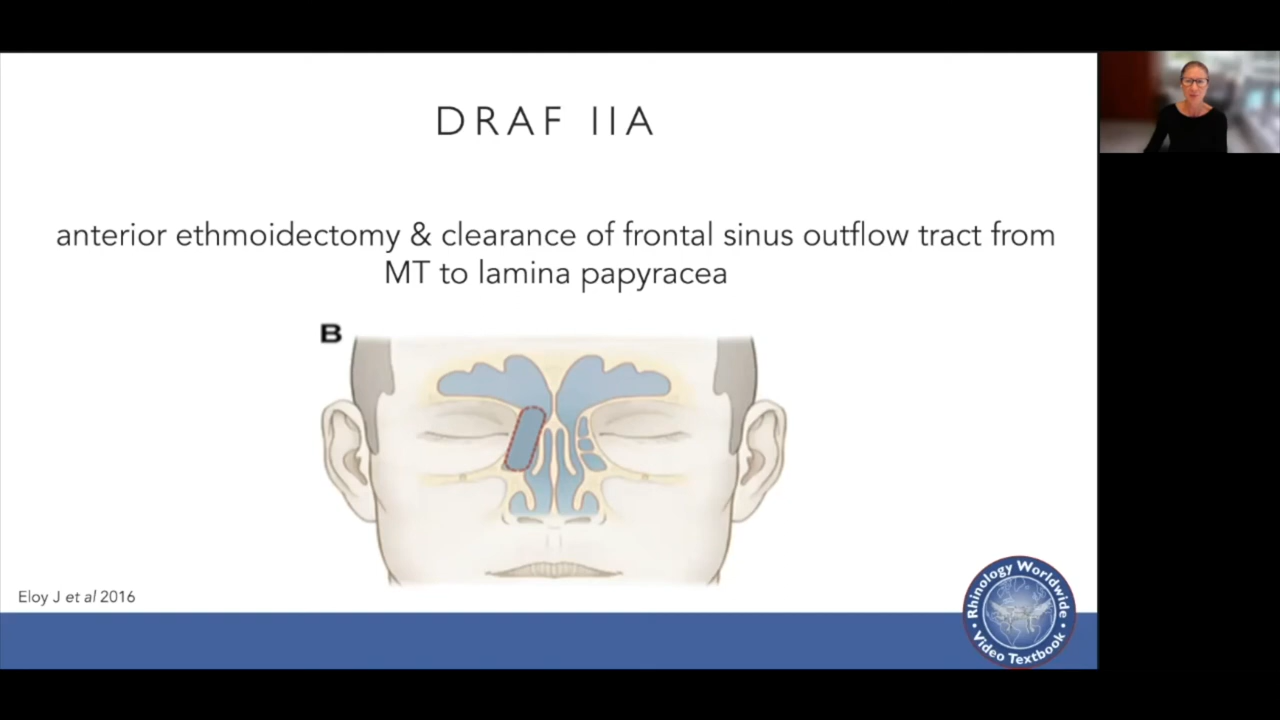 DRAF IIA
anterior ethmoidectomy & clearance of frontal sinus outflow tract from
MT to lamina papyracea
B
Eloy J et al 2016
Rhinology Worldwide
Video Textbook